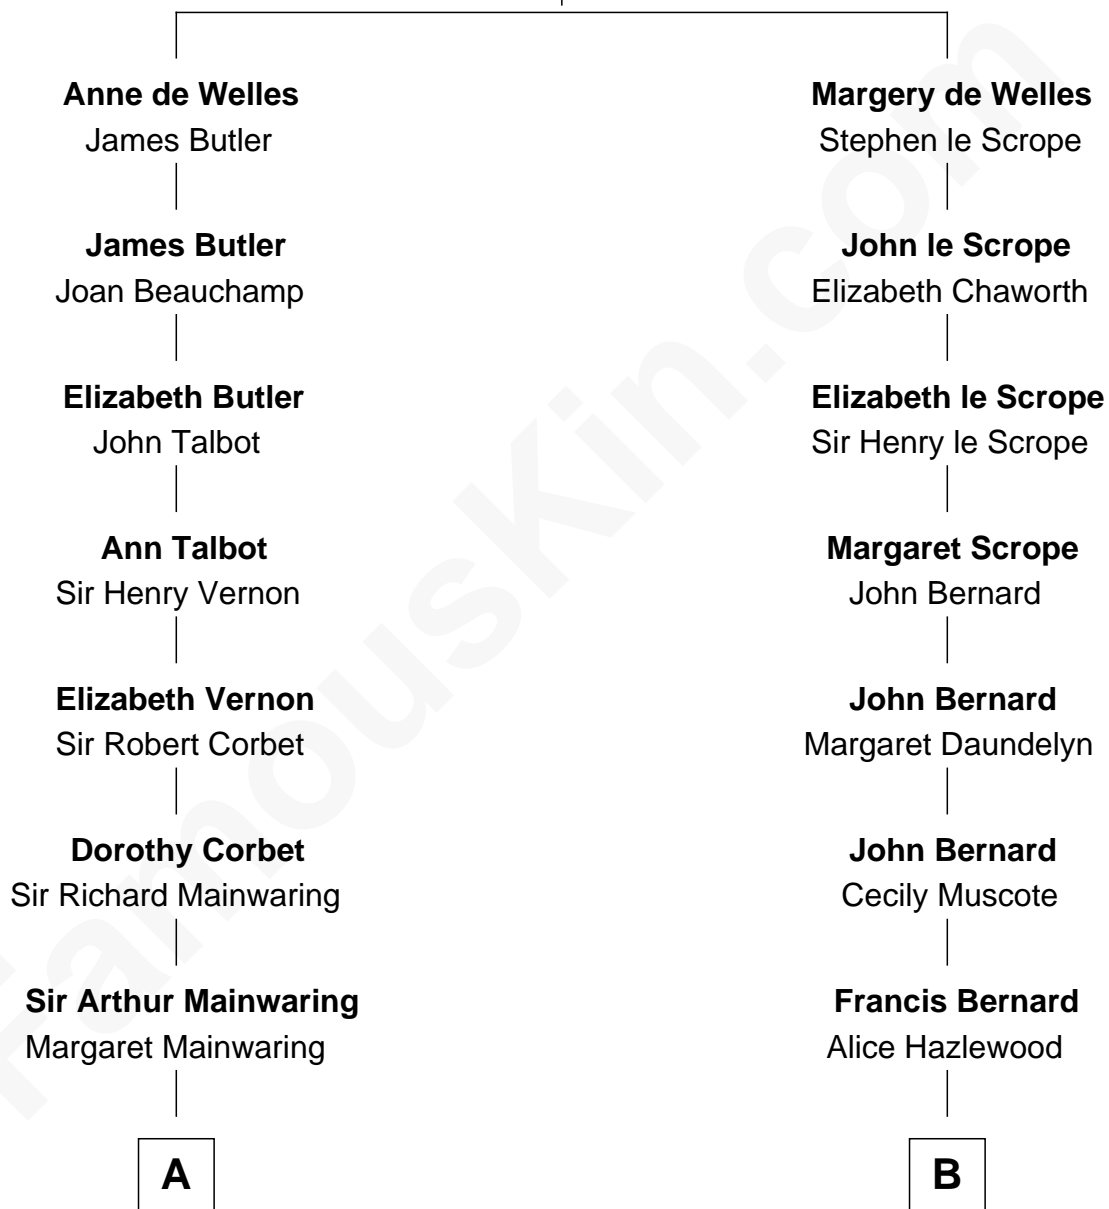 Anne de Welles
James Butler
James Butler
Joan Beauchamp
Elizabeth Butler
John Talbot
Ann Talbot
Sir Henry Vernon
Elizabeth Vernon
Sir Robert Corbet
Dorothy Corbet
Sir Richard Mainwaring
Sir Arthur Mainwaring
Margaret Mainwaring
A
Margery de Welles
Stephen le Scrope
John le Scrope
Elizabeth Chaworth
Elizabeth le Scrope
Sir Henry le Scrope
Margaret Scrope
John Bernard
John Bernard
Margaret Daundelyn
John Bernard
Cecily Muscote
Francis Bernard
Alice Hazlewood
B
FamousKin.com